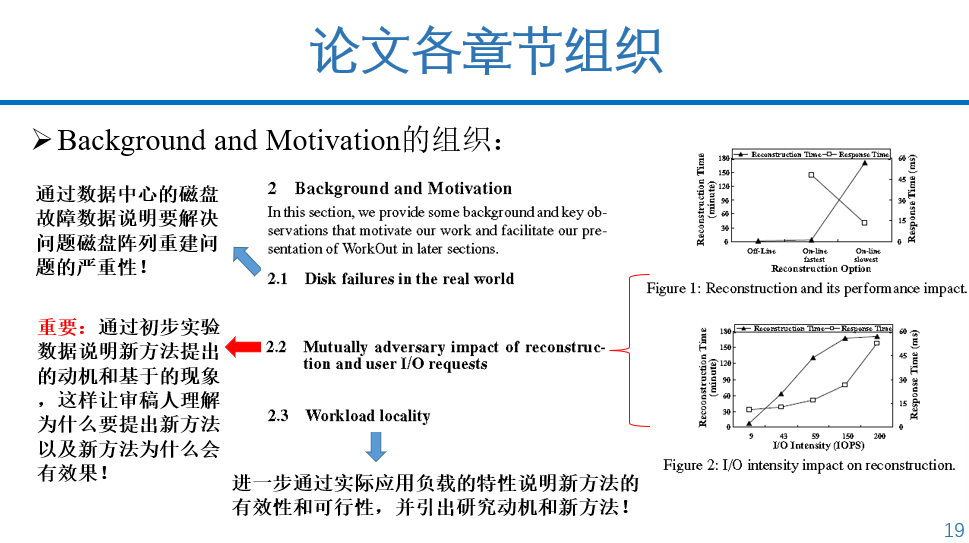 论文各章节组织
Background and Motivation的组织：
通过数据中心的磁盘
故障数据说明要解决
问题磁盘阵列重建问
题的严重性！
重要：通过初步实验
数据说明新方法提出
的动机和基于的现象
，这样让审稿人理解
为什么要提出新方法
以及新方法为什么会
有效果！
2 Background and Motivation
In this section, we provide some background and key ob-
servations that motivate our work and facilitate our pre-
sentation of WorkOut in later sections.
2.1 Disk failures in the real world
2.2 Mutually adversary impact of reconstruc-
tion and user I/O requests
2.3 Workload locality
进一步通过实际应用负载的特性说明新方法的
有效性和可行性，并引出研究动机和新方法！
Reconstruction Time Response Time
Reconstruction Time
(minute)
180
150
120
90
60
30
0
60
45
30
15
0
Response Time (ms)
Off-Line
On-line
fastest
On-line
slowest
Reconstruction Option
Figure 1: Reconstruction and its performance impact.
Reconstruction Time Response Time
Reconstruction Time
(minute)
180
150
120
90
60
30
0
60
45
30
15
0
Response Time (ms)
9 43 59 150 200
I/O Intensity (IOPS)
Figure 2: I/O intensity impact on reconstruction.
19